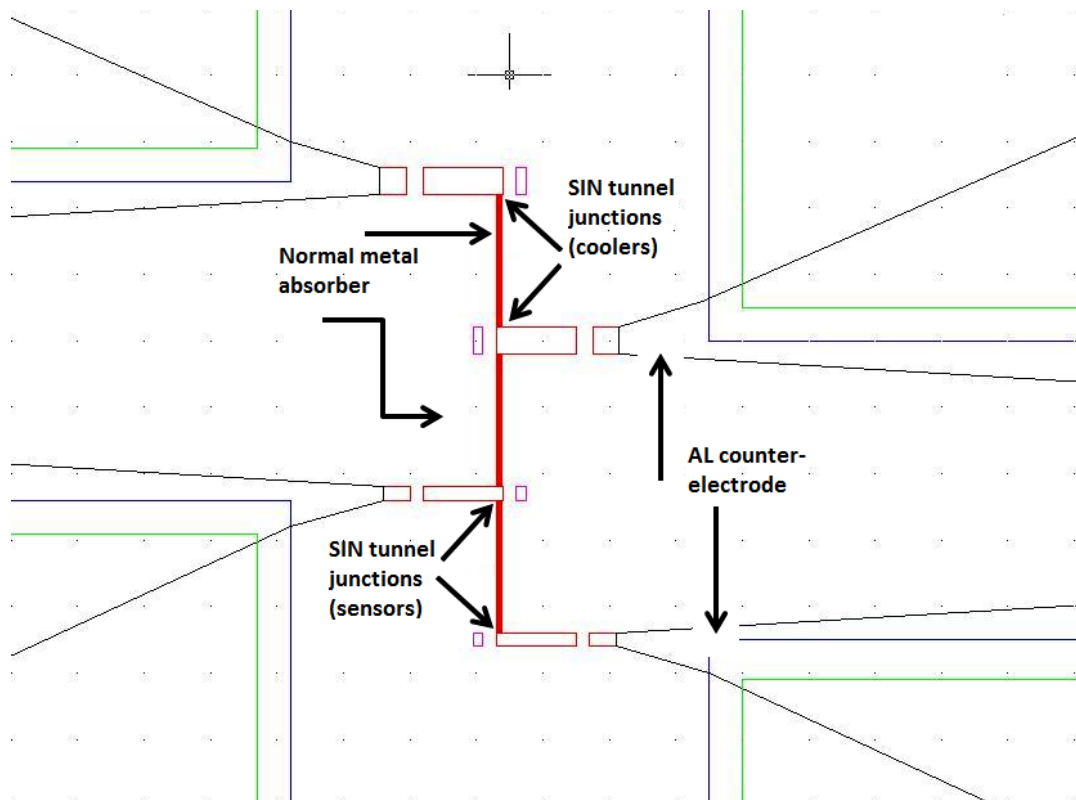 SIN tunnel
junctions
(coolers)
Normal metal
absorber
AL counter-
electrode
SIN tunnel
junctions
(sensors)